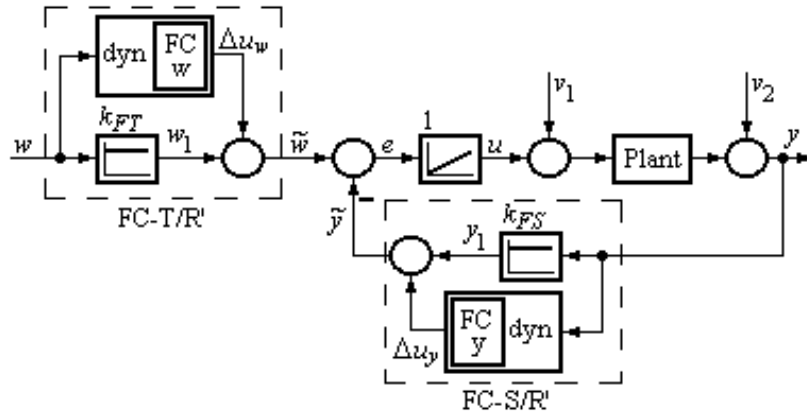 FC
w
dyn
Δu_w
k_FT
w
w_1
w̃
FC-T/R'
e
1
u
v_1
Plant
v_2
y
ỹ
y_1
k_FS
FC
y
dyn
Δu_y
FC-S/R'